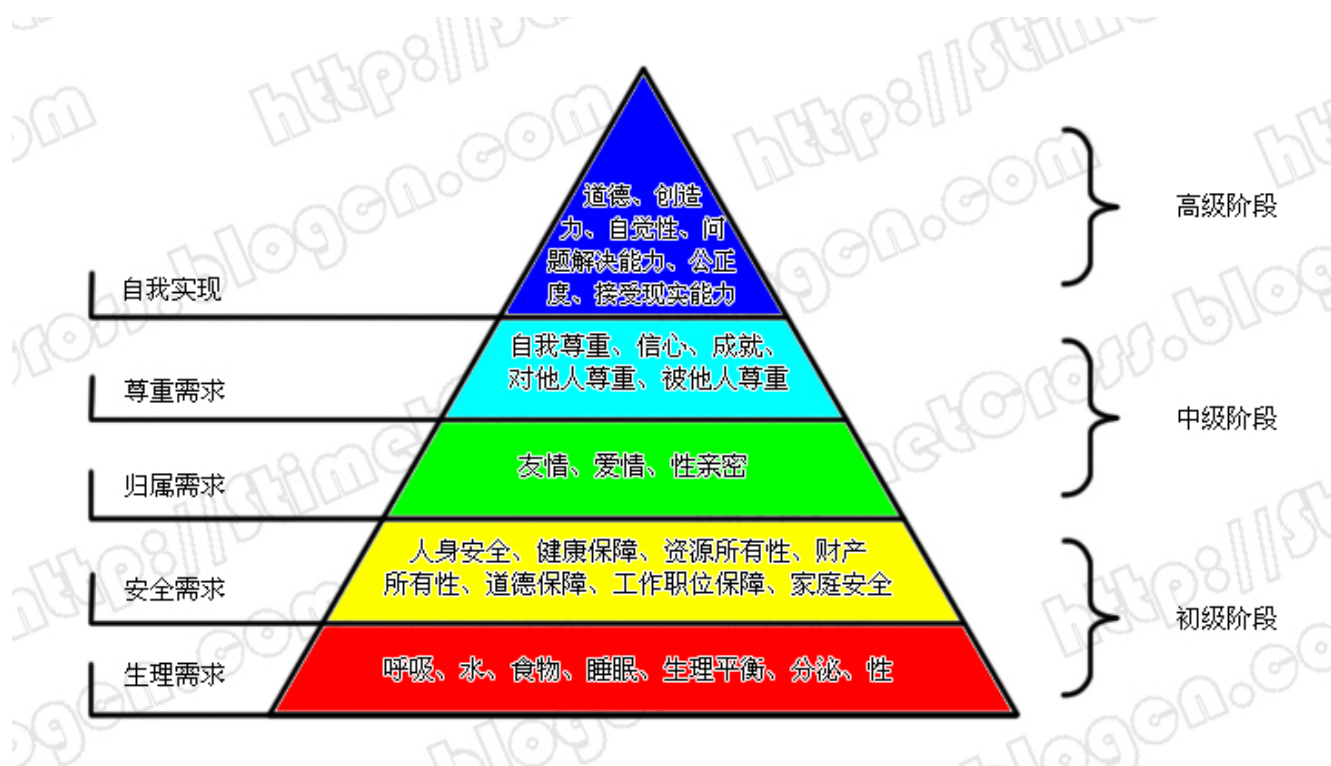 道德、创造
力、自觉性、问
题解决能力、公正
度、接受现实能力
高级阶段
自我实现
自我尊重、信心、成就、
对他人尊重、被他人尊重
尊重需求
中级阶段
友情、爱情、性亲密
归属需求
人身安全、健康保障、资源所有性、财产
所有性、道德保障、工作职位保障、家庭安全
安全需求
初级阶段
呼吸、水、食物、睡眠、生理平衡、分泌、性
生理需求